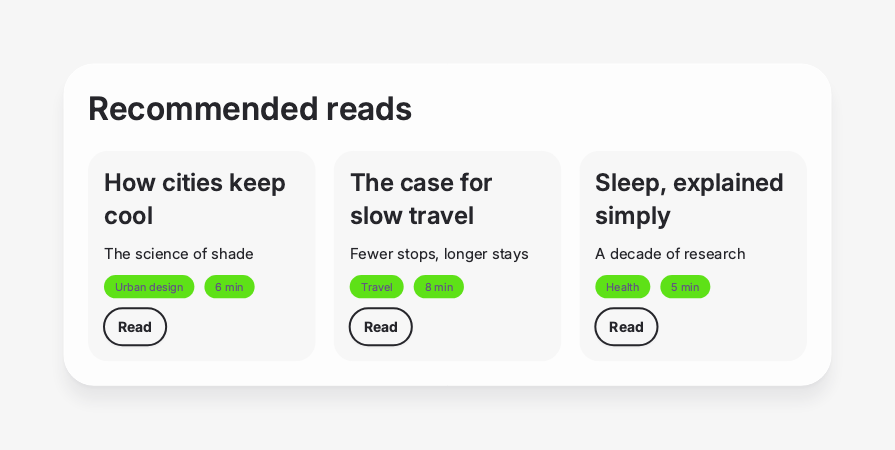 Recommended reads
How cities keep
cool
The science of shade
Urban design
6 min
Read
The case for
slow travel
Fewer stops, longer stays
Travel
8 min
Read
Sleep, explained
simply
A decade of research
Health
5 min
Read